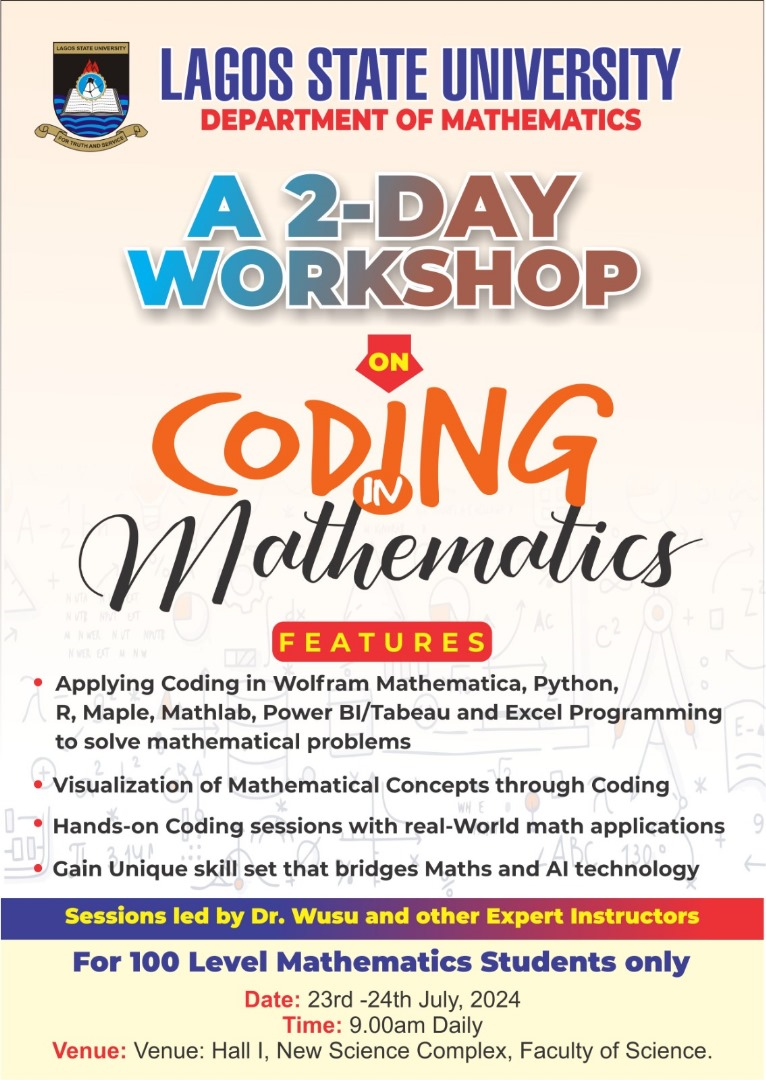 LAGOS STATE UNIVERSITY
FOR TRUTH AND SERVICE
LAGOS STATE UNIVERSITY
DEPARTMENT OF MATHEMATICS
A 2-DAY
WORKSHOP
ON
CODING
IN
Mathematics
FEATURES
• Applying Coding in Wolfram Mathematica, Python,
R, Maple, Mathlab, Power BI/Tabeau and Excel Programming
to solve mathematical problems
• Visualization of Mathematical Concepts through Coding
• Hands-on Coding sessions with real-World math applications
• Gain Unique skill set that bridges Maths and AI technology
Sessions led by Dr. Wusu and other Expert Instructors
For 100 Level Mathematics Students only
Date: 23rd -24th July, 2024
Time: 9.00am Daily
Venue: Venue: Hall I, New Science Complex, Faculty of Science.